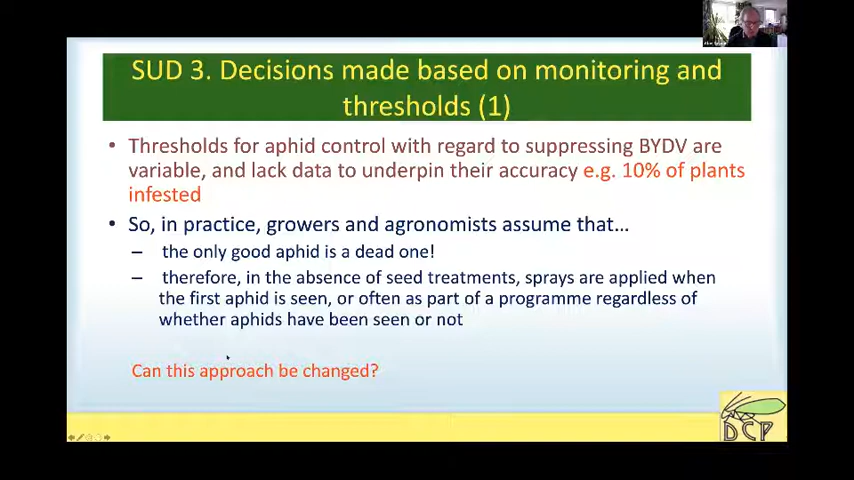 SUD 3. Decisions made based on monitoring and
thresholds (1)
• Thresholds for aphid control with regard to suppressing BYDV are
variable, and lack data to underpin their accuracy e.g. 10% of plants
infested
• So, in practice, growers and agronomists assume that…
– the only good aphid is a dead one!
– therefore, in the absence of seed treatments, sprays are applied when
the first aphid is seen, or often as part of a programme regardless of
whether aphids have been seen or not
Can this approach be changed?
DCP